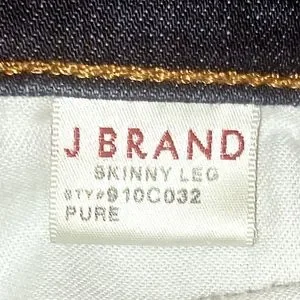 J BRAND
SKINNY LEG
STY# 910C032
PURE